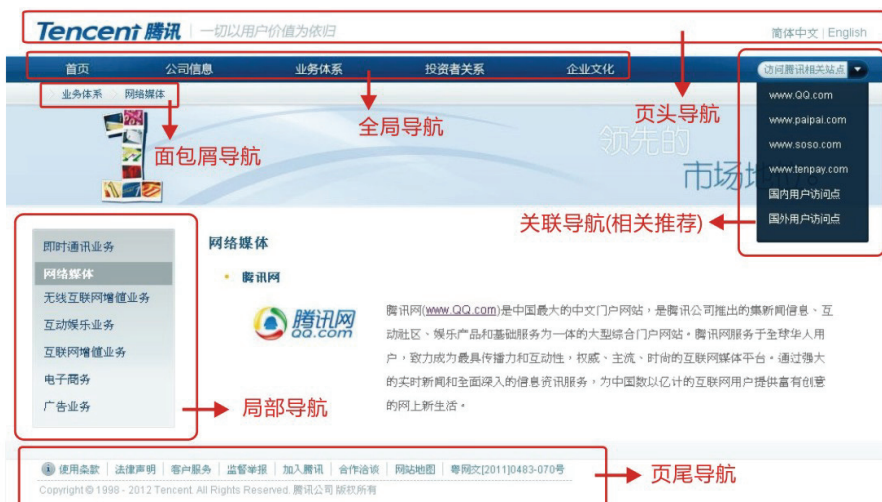 Tencent 腾讯 一切以用户价值为依归
简体中文 | English
首页 公司信息 业务体系 投资者关系 企业文化 访问腾讯相关站点
业务体系 网络媒体
www.QQ.com
www.paipai.com
www.soso.com
www.tenpay.com
国内用户访问点
国外用户访问点
面包屑导航
全局导航
页头导航
领先的
市场地
关联导航(相关推荐)
即时通讯业务
网络媒体
无线互联网增值业务
互动娱乐业务
互联网增值业务
电子商务
广告业务
局部导航
网络媒体
• 腾讯网
腾讯网
QQ.com
腾讯网(www.QQ.com)是中国最大的中文门户网站，是腾讯公司推出的集新闻信息、互
动社区、娱乐产品和基础服务为一体的大型综合门户网站。腾讯网服务于全球华人用
户，致力成为最具传播力和互动性，权威、主流、时尚的互联网媒体平台。通过强大
的实时新闻和全面深入的信息资讯服务，为中国数以亿计的互联网用户提供富有创意
的网上新生活。
使用条款 | 法律声明 | 客户服务 | 监督举报 | 加入腾讯 | 合作洽谈 | 网站地图 | 粤网文[2011]0483-070号
Copyright © 1998 - 2012 Tencent. All Rights Reserved. 腾讯公司 版权所有
页尾导航